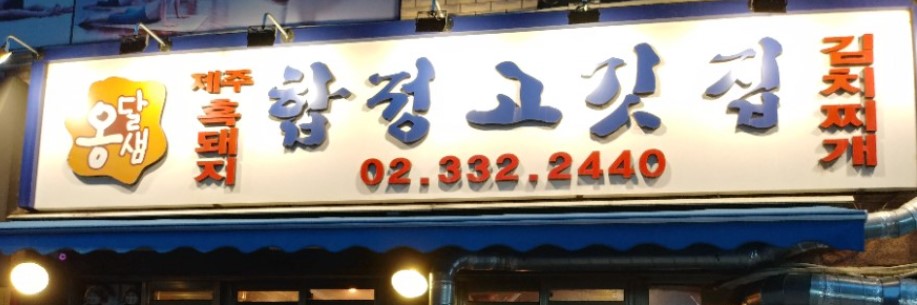 옹달샘
제주
흑돼지
합정고깃집
02.332.2440
김치찌개